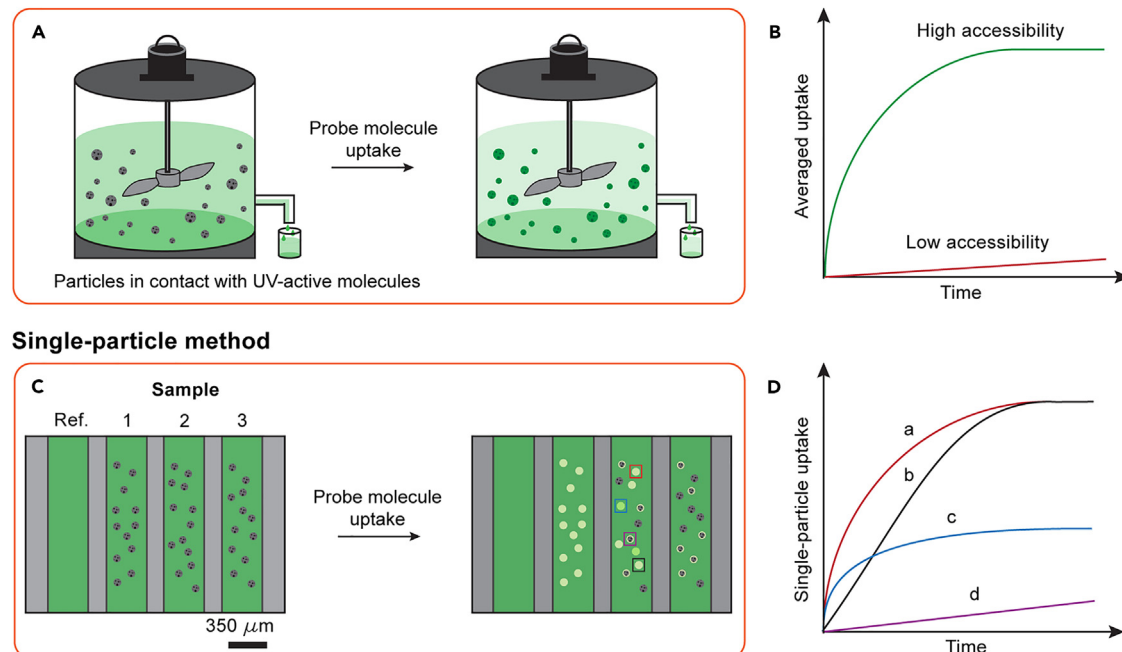 A
Probe molecule
uptake
Particles in contact with UV-active molecules
B
High accessibility
Low accessibility
Averaged uptake
Time
Single-particle method
C
Sample
Ref. 1 2 3
350 μm
Probe molecule
uptake
D
a
b
c
d
Single-particle uptake
Time